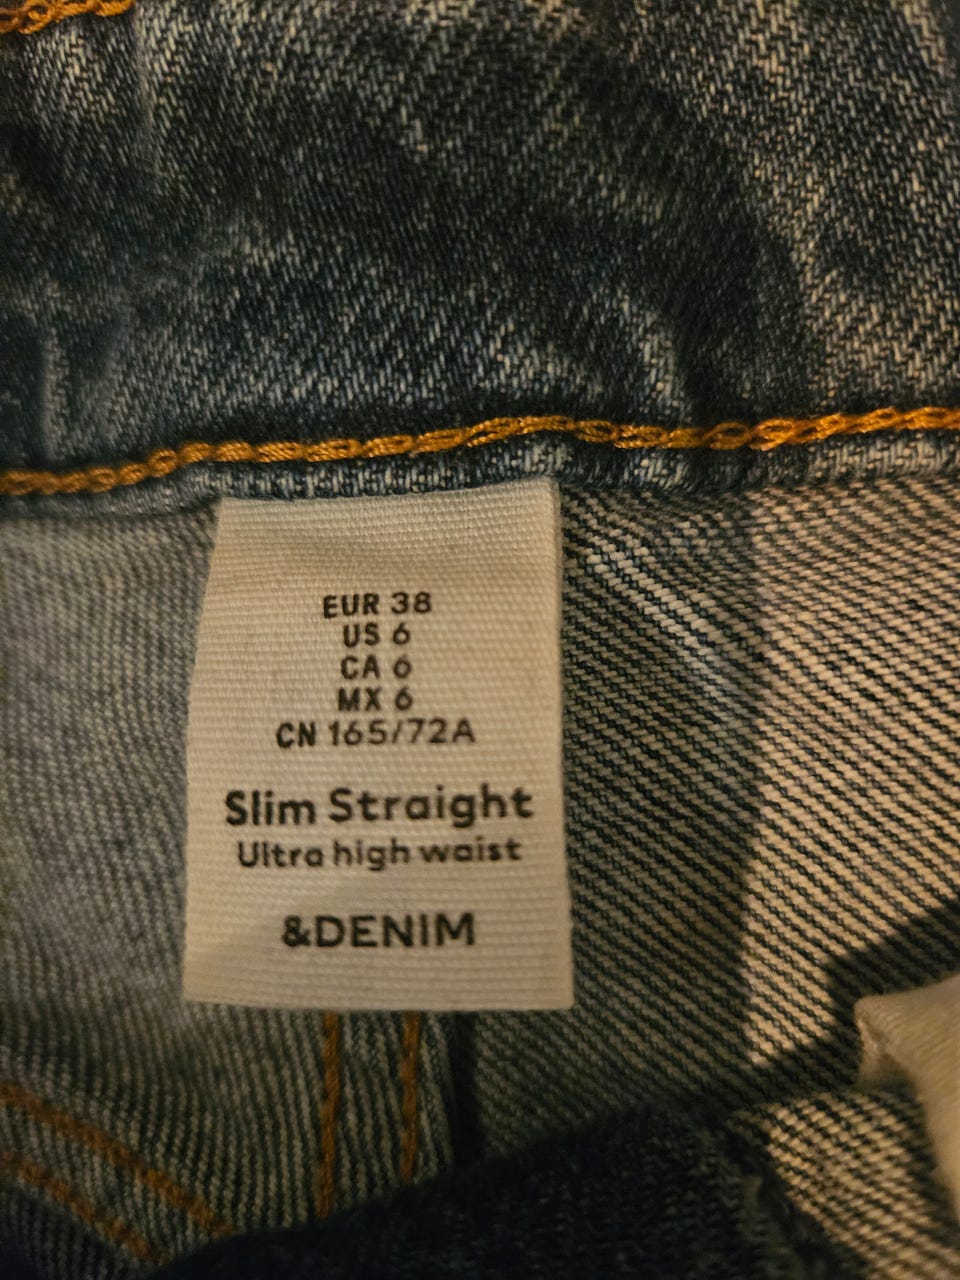 EUR 38
US 6
CA 6
MX 6
CN 165/72A
Slim Straight
Ultra high waist
&DENIM